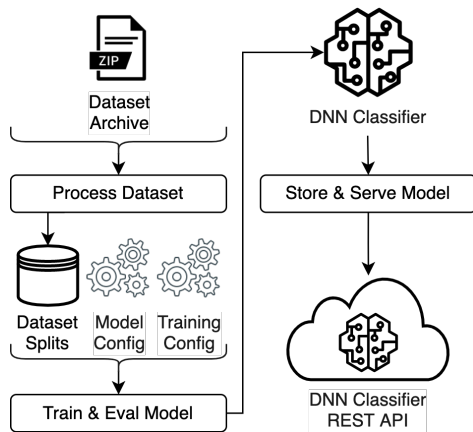 ZIP
Dataset
Archive
Process Dataset
Dataset
Splits
Model
Config
Training
Config
Train & Eval Model
DNN Classifier
Store & Serve Model
DNN Classifier
REST API